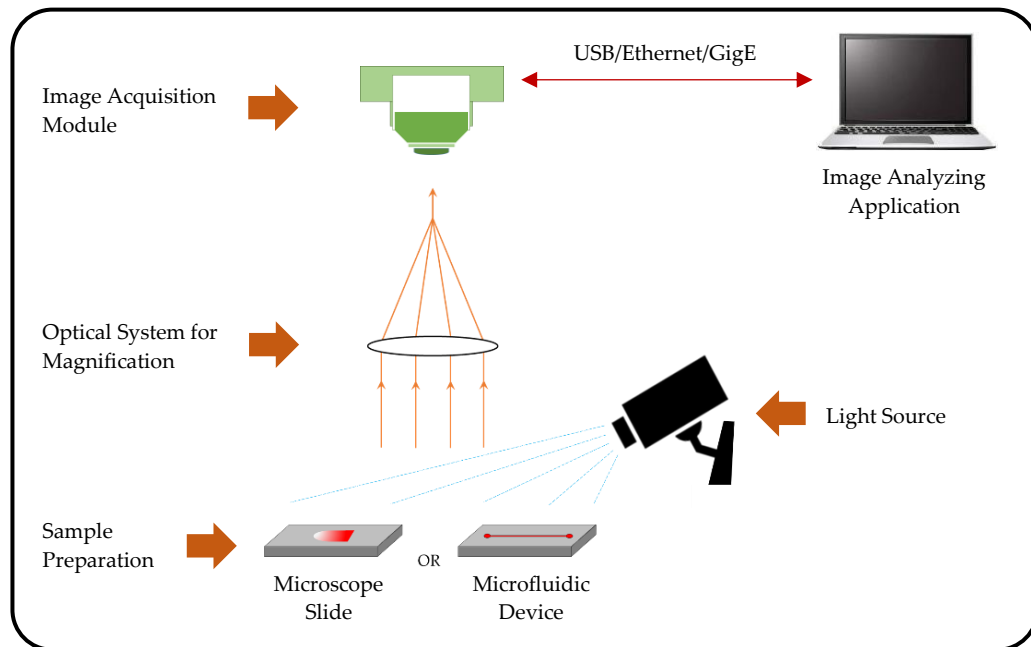 USB/Ethernet/GigE
Image Acquisition
Module
Image Analyzing
Application
Optical System for
Magnification
Light Source
Sample
Preparation
OR
Microscope
Slide
Microfluidic
Device